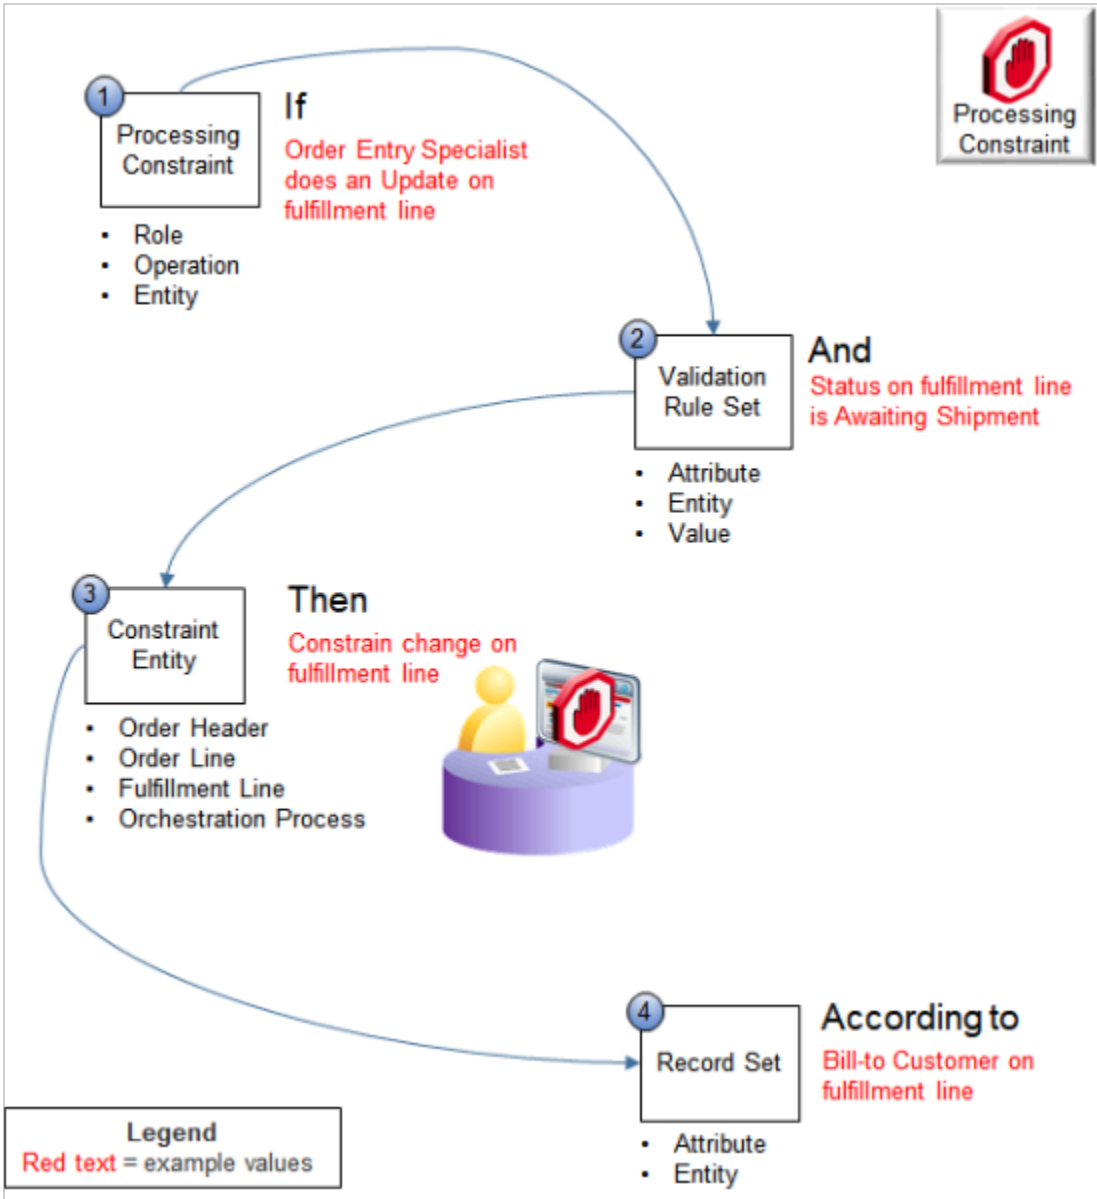 Processing
Constraint
1
Processing
Constraint
If
Order Entry Specialist
does an Update on
fulfillment line
• Role
• Operation
• Entity
2
Validation
Rule Set
And
Status on fulfillment line
is Awaiting Shipment
• Attribute
• Entity
• Value
3
Constraint
Entity
Then
Constrain change on
fulfillment line
• Order Header
• Order Line
• Fulfillment Line
• Orchestration Process
4
Record Set
According to
Bill-to Customer on
fulfillment line
• Attribute
• Entity
Legend
Red text = example values